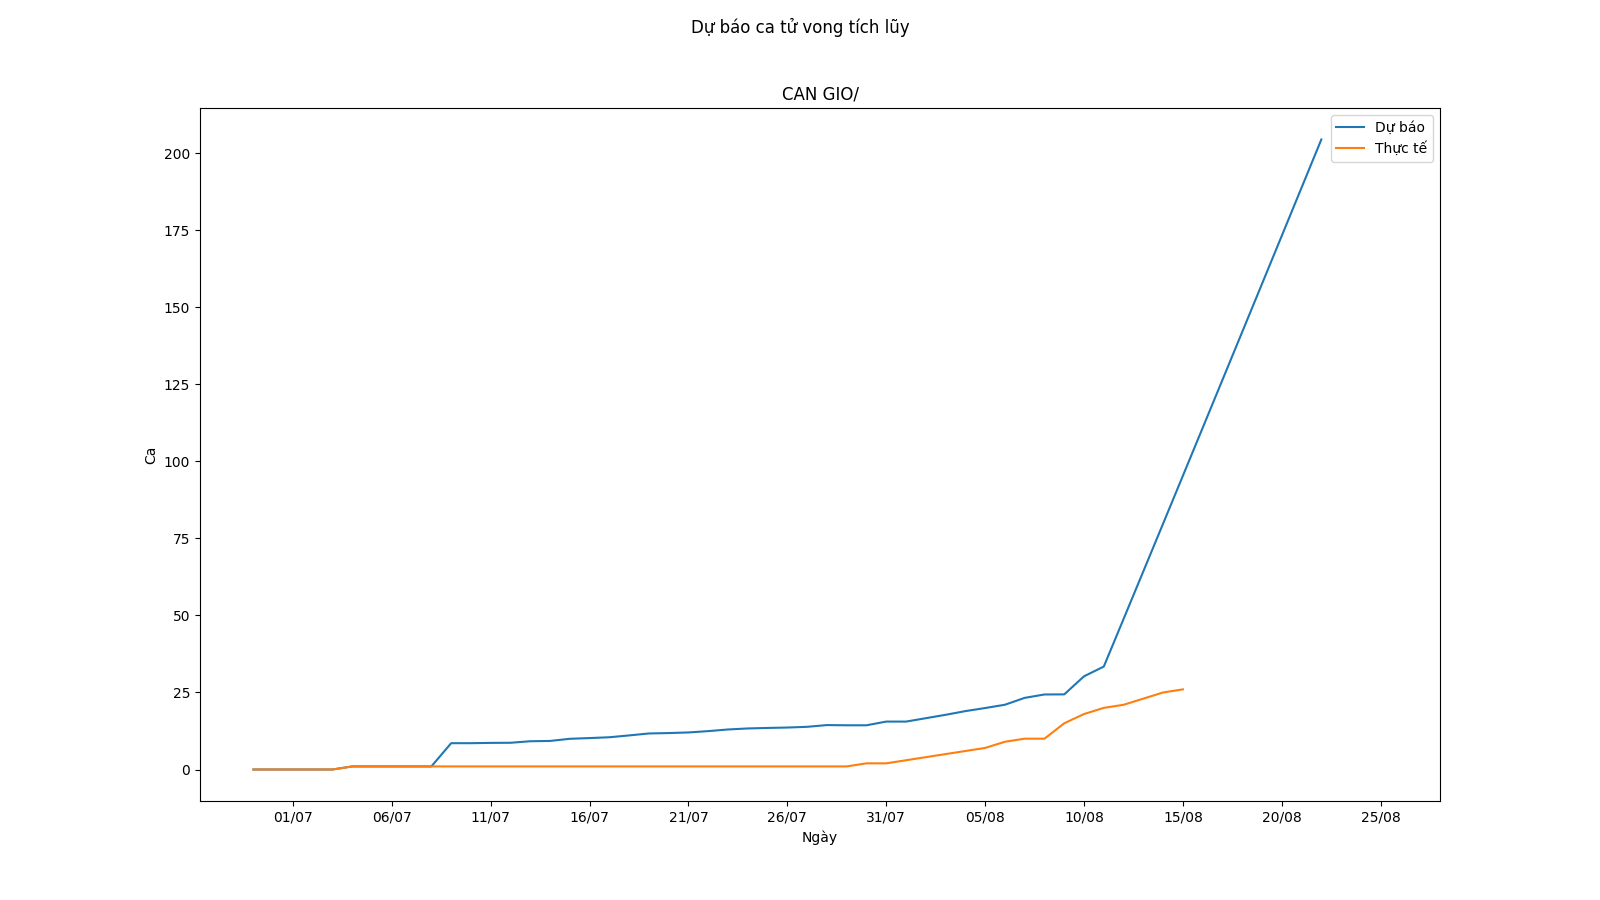 Dự báo ca tử vong tích lũy
CAN GIO/
Dự báo
Thực tế
200
175
150
125
100
75
50
25
0
Ca
01/07 06/07 11/07 16/07 21/07 26/07 31/07 05/08 10/08 15/08 20/08 25/08
Ngày